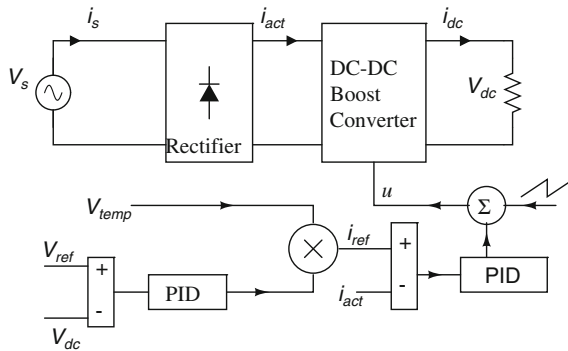 i_s
i_act
i_dc
V_s
Rectifier
DC-DC
Boost
Converter
V_dc
u
V_temp
Σ
V_ref
+
-
V_dc
PID
×
i_ref
i_act
+
-
PID